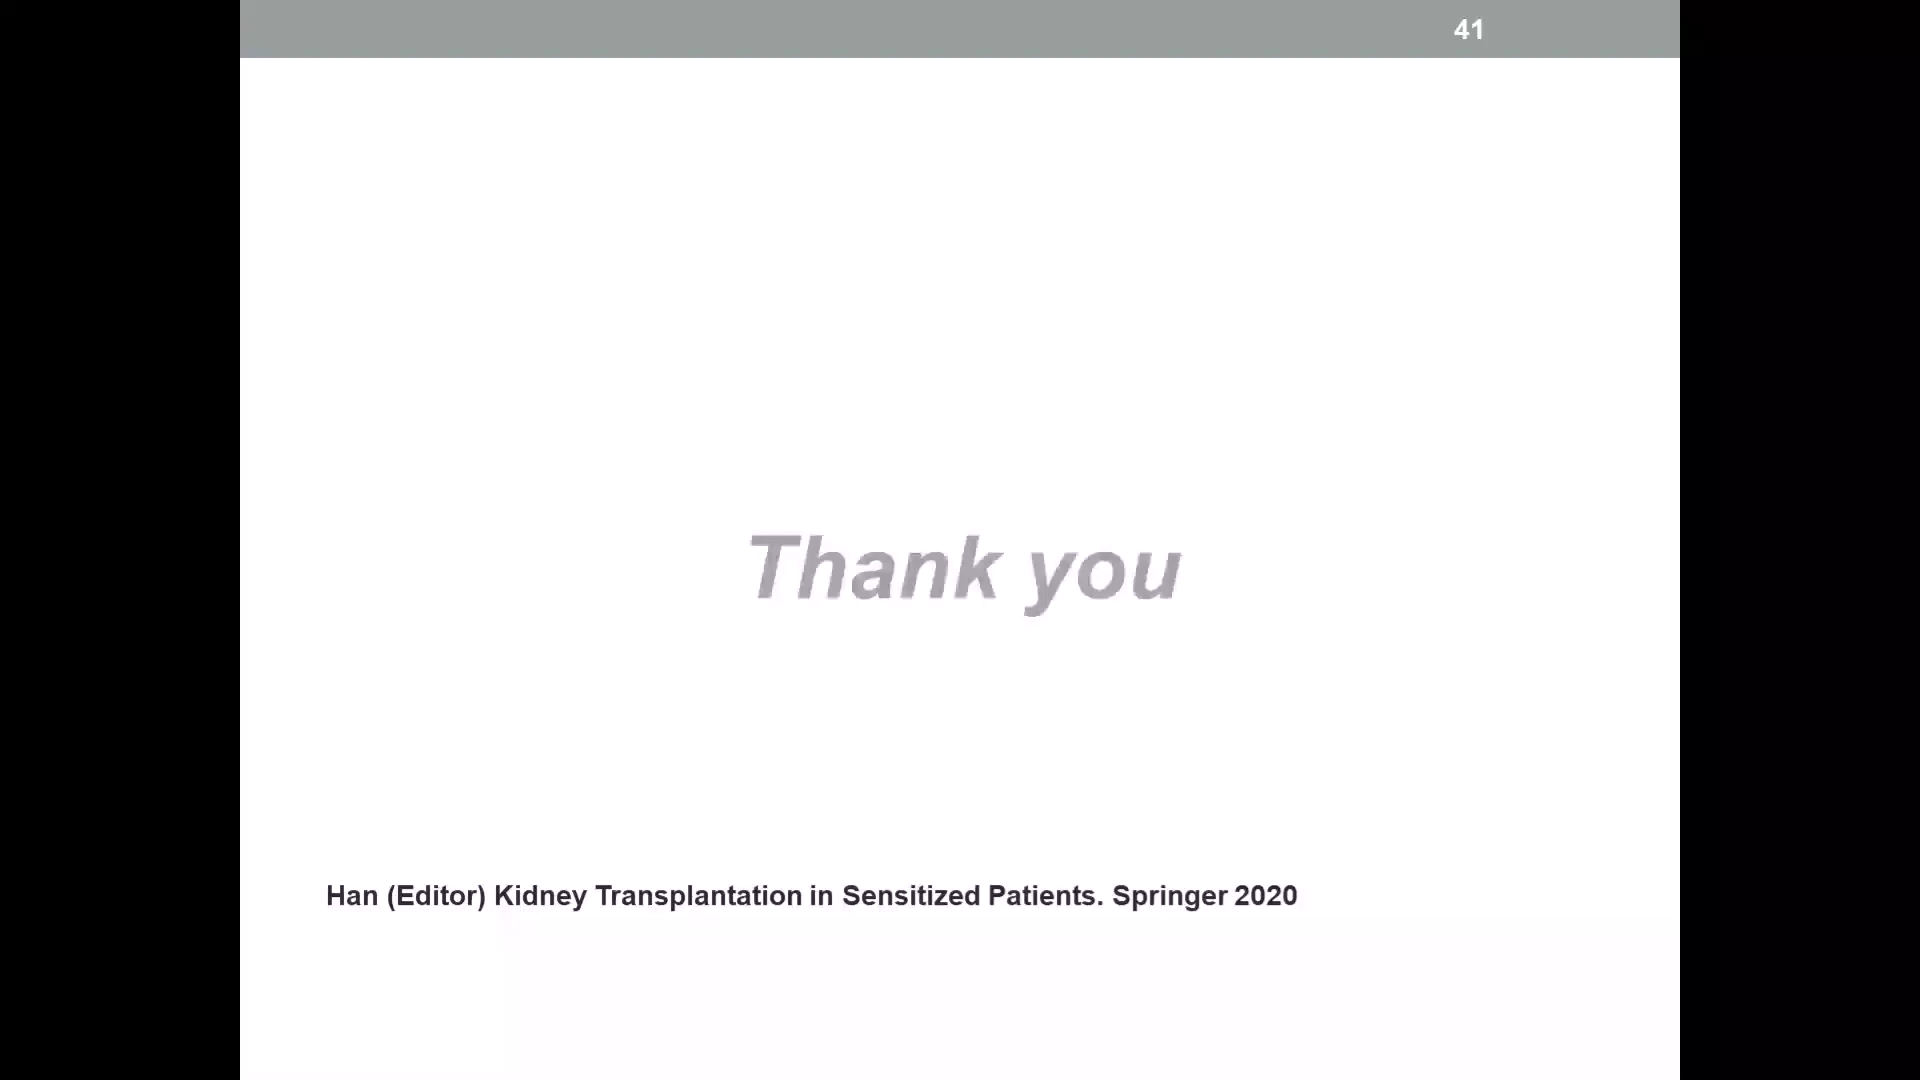 41
Thank you
Han (Editor) Kidney Transplantation in Sensitized Patients. Springer 2020